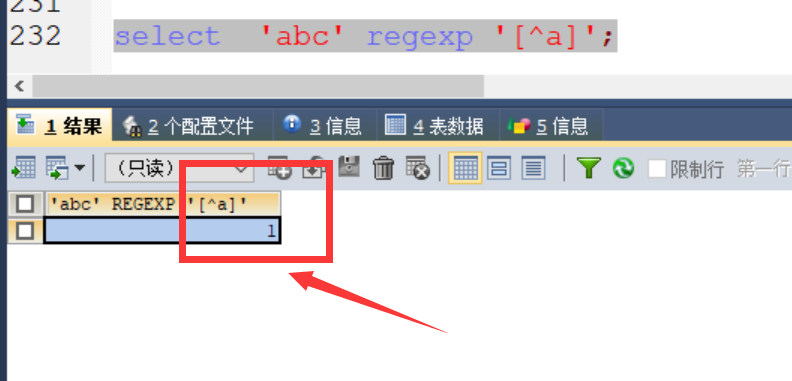 231
232 select 'abc' regexp '[^a]';
1 结果 2 个配置文件 3 信息 4 表数据 5 信息
(只读) 限制行 第一行
'abc' REGEXP '[^a]'
1